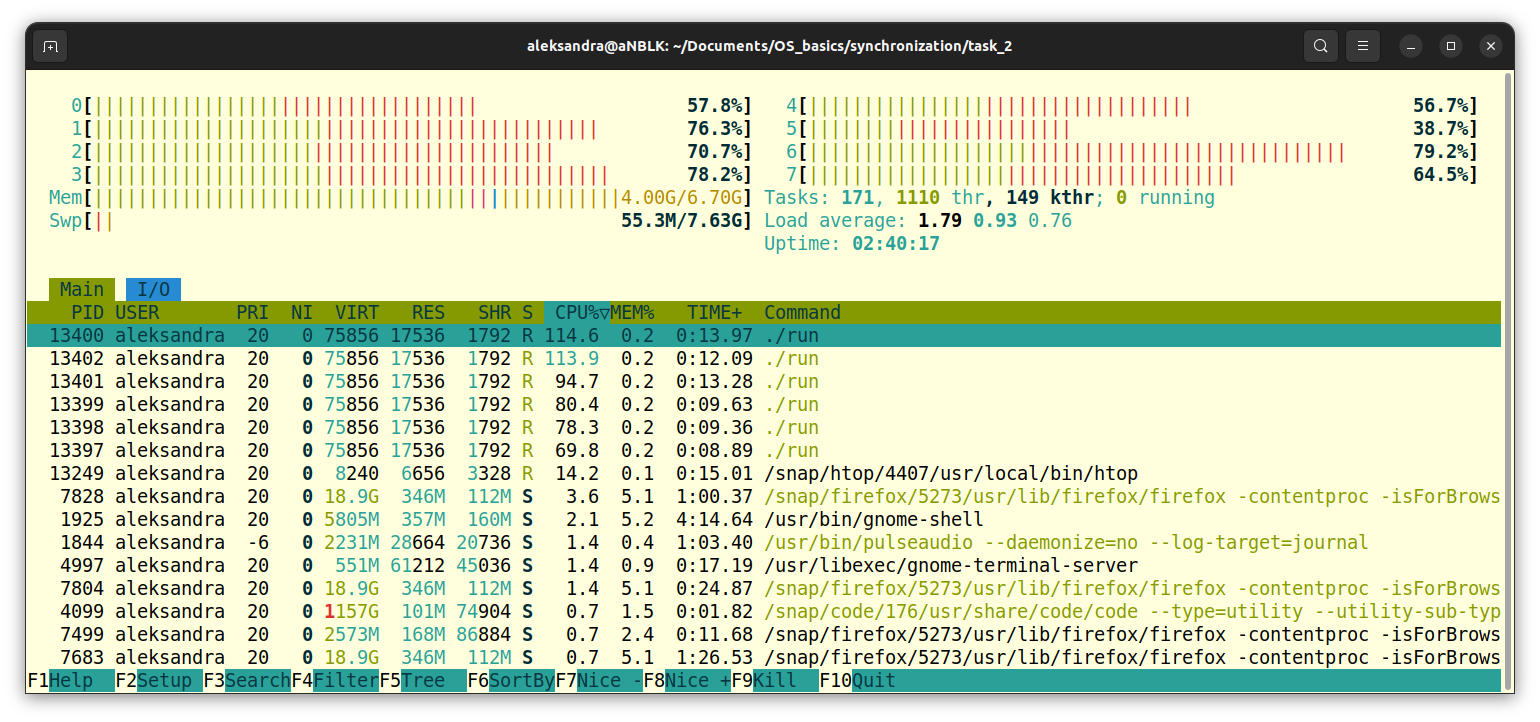 aleksandra@aNBLK: ~/Documents/OS_basics/synchronization/task_2
0[||||||||||||||||||||||||||||||||||| 57.8%] 4[||||||||||||||||||||||||||||||||||| 56.7%]
1[|||||||||||||||||||||||||||||||||||||||||||||| 76.3%] 5[|||||||||||||||||||||||| 38.7%]
2[|||||||||||||||||||||||||||||||||||||||||| 70.7%] 6[||||||||||||||||||||||||||||||||||||||||||||||||| 79.2%]
3[||||||||||||||||||||||||||||||||||||||||||||||| 78.2%] 7[||||||||||||||||||||||||||||||||||||||| 64.5%]
Mem[||||||||||||||||||||||||||||||||||||||||||||||||4.00G/6.70G] Tasks: 171, 1110 thr, 149 kthr; 0 running
Swp[|| 55.3M/7.63G] Load average: 1.79 0.93 0.76
Uptime: 02:40:17
Main I/O
PID USER PRI NI VIRT RES SHR S CPU%▽MEM% TIME+ Command
13400 aleksandra 20 0 75856 17536 1792 R 114.6 0.2 0:13.97 ./run
13402 aleksandra 20 0 75856 17536 1792 R 113.9 0.2 0:12.09 ./run
13401 aleksandra 20 0 75856 17536 1792 R 94.7 0.2 0:13.28 ./run
13399 aleksandra 20 0 75856 17536 1792 R 80.4 0.2 0:09.63 ./run
13398 aleksandra 20 0 75856 17536 1792 R 78.3 0.2 0:09.36 ./run
13397 aleksandra 20 0 75856 17536 1792 R 69.8 0.2 0:08.89 ./run
13249 aleksandra 20 0 8240 6656 3328 R 14.2 0.1 0:15.01 /snap/htop/4407/usr/local/bin/htop
7828 aleksandra 20 0 18.9G 346M 112M S 3.6 5.1 1:00.37 /snap/firefox/5273/usr/lib/firefox/firefox -contentproc -isForBrows
1925 aleksandra 20 0 5805M 357M 160M S 2.1 5.2 4:14.64 /usr/bin/gnome-shell
1844 aleksandra -6 0 2231M 28664 20736 S 1.4 0.4 1:03.40 /usr/bin/pulseaudio --daemonize=no --log-target=journal
4997 aleksandra 20 0 551M 61212 45036 S 1.4 0.9 0:17.19 /usr/libexec/gnome-terminal-server
7804 aleksandra 20 0 18.9G 346M 112M S 1.4 5.1 0:24.87 /snap/firefox/5273/usr/lib/firefox/firefox -contentproc -isForBrows
4099 aleksandra 20 0 1157G 101M 74904 S 0.7 1.5 0:01.82 /snap/code/176/usr/share/code/code --type=utility --utility-sub-typ
7499 aleksandra 20 0 2573M 168M 86884 S 0.7 2.4 0:11.68 /snap/firefox/5273/usr/lib/firefox/firefox -contentproc -isForBrows
7683 aleksandra 20 0 18.9G 346M 112M S 0.7 5.1 1:26.53 /snap/firefox/5273/usr/lib/firefox/firefox -contentproc -isForBrows
F1Help F2Setup F3SearchF4FilterF5Tree F6SortByF7Nice -F8Nice +F9Kill F10Quit